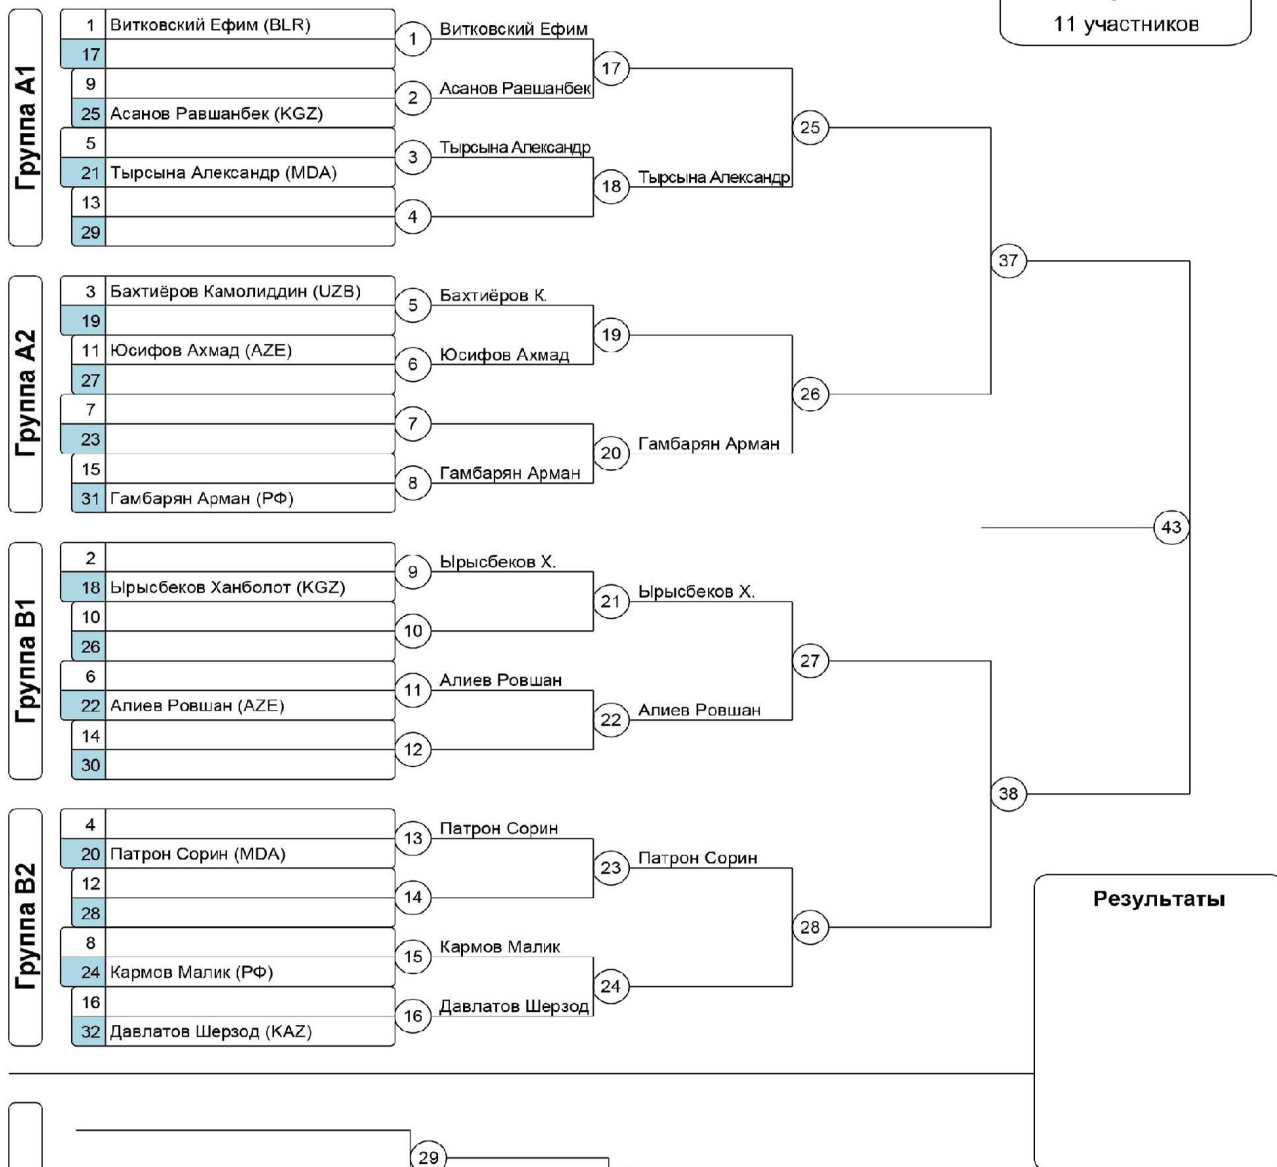 11 участников
Группа A1
1 Витковский Ефим (BLR)
17
9
25 Асанов Равшанбек (KGZ)
5
21 Тырсына Александр (MDA)
13
29
1 Витковский Ефим
2 Асанов Равшанбек
3 Тырсына Александр
4
17
18 Тырсына Александр
25
Группа A2
3 Бахтиёров Камолиддин (UZB)
19
11 Юсифов Ахмад (AZE)
27
7
23
15
31 Гамбарян Арман (РФ)
5 Бахтиёров К.
6 Юсифов Ахмад
7
8 Гамбарян Арман
19
20 Гамбарян Арман
26
37
Группа B1
2
18 Ырысбеков Ханболот (KGZ)
10
26
6
22 Алиев Ровшан (AZE)
14
30
9 Ырысбеков Х.
10
11 Алиев Ровшан
12
21 Ырысбеков Х.
22 Алиев Ровшан
27
43
Группа B2
4
20 Патрон Сорин (MDA)
12
28
8
24 Кармов Малик (РФ)
16
32 Давлатов Шерзод (KAZ)
13 Патрон Сорин
14
15 Кармов Малик
16 Давлатов Шерзод
23 Патрон Сорин
24
28
38
Результаты
29